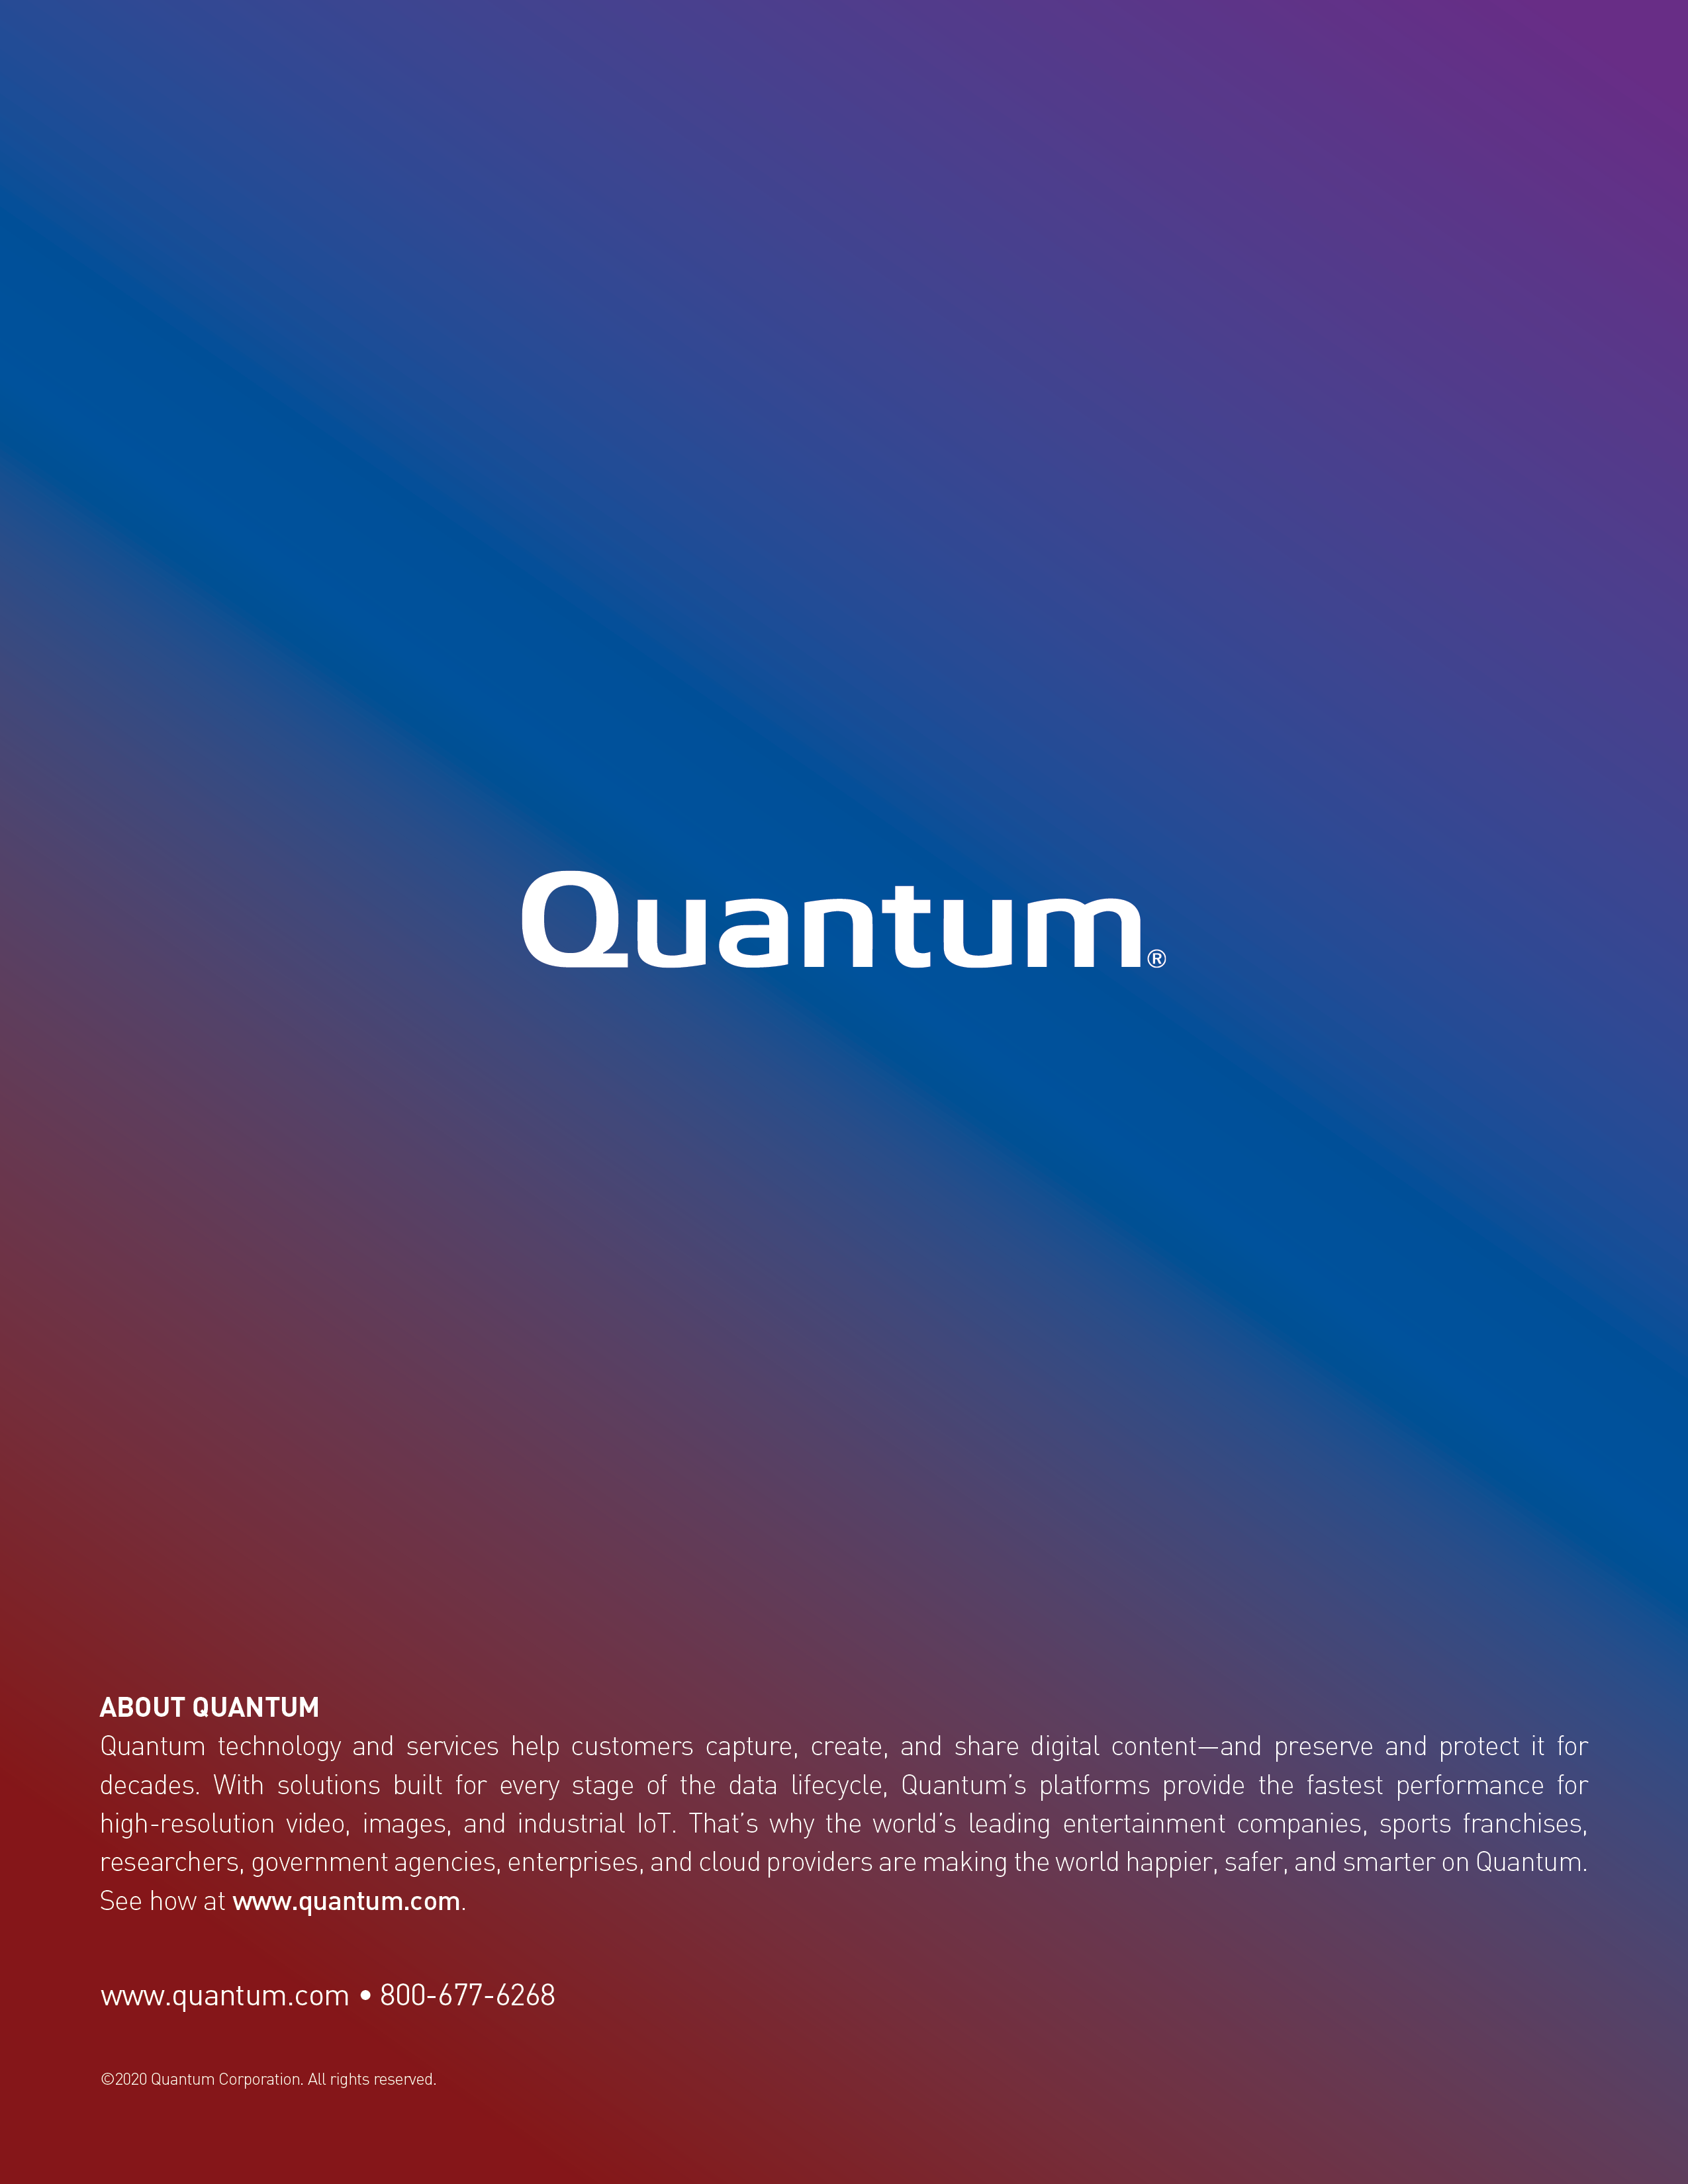 Quantum®
ABOUT QUANTUM
Quantum technology and services help customers capture, create, and share digital content—and preserve and protect it for
decades. With solutions built for every stage of the data lifecycle, Quantum's platforms provide the fastest performance for
high-resolution video, images, and industrial IoT. That's why the world's leading entertainment companies, sports franchises,
researchers, government agencies, enterprises, and cloud providers are making the world happier, safer, and smarter on Quantum.
See how at www.quantum.com.
www.quantum.com • 800-677-6268
©2020 Quantum Corporation. All rights reserved.